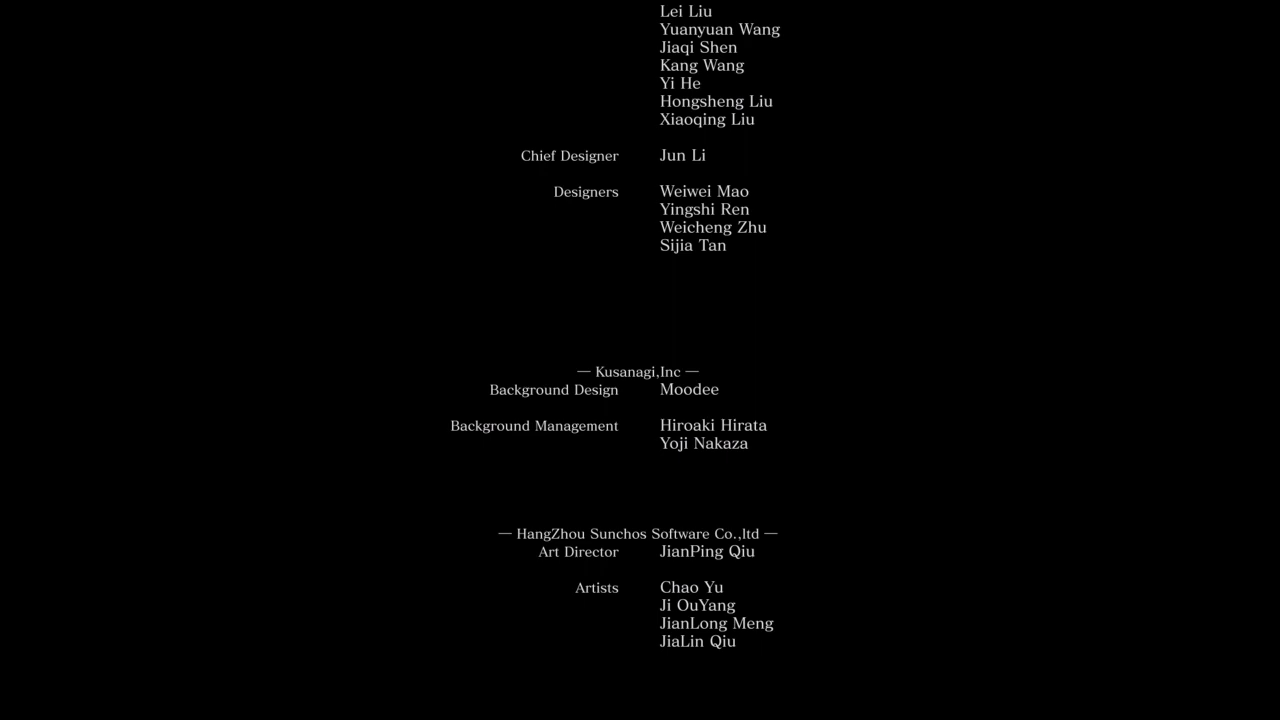 Lei Liu
Yuanyuan Wang
Jiaqi Shen
Kang Wang
Yi He
Hongsheng Liu
Xiaoqing Liu
Chief Designer Jun Li
Designers Weiwei Mao
Yingshi Ren
Weicheng Zhu
Sijia Tan
— Kusanagi,Inc —
Background Design Moodee
Background Management Hiroaki Hirata
Yoji Nakaza
— HangZhou Sunchos Software Co.,ltd —
Art Director JianPing Qiu
Artists Chao Yu
Ji OuYang
JianLong Meng
JiaLin Qiu